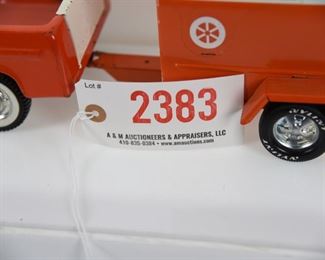 Lot #
2383
A & M AUCTIONEERS & APPRAISERS, LLC
410-835-0384 • www.amauctions.com